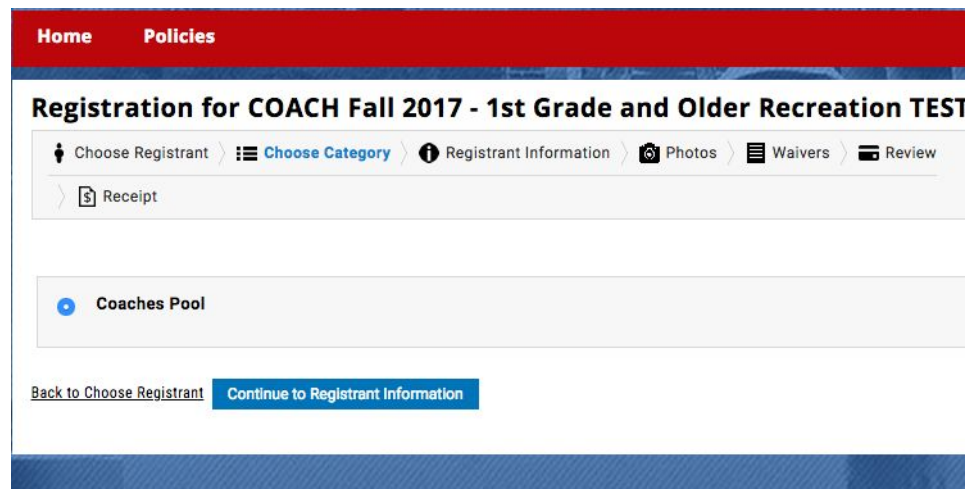 Home Policies
Registration for COACH Fall 2017 - 1st Grade and Older Recreation TEST
Choose Registrant Choose Category Registrant Information Photos Waivers Review
Receipt
Coaches Pool
Back to Choose Registrant Continue to Registrant Information